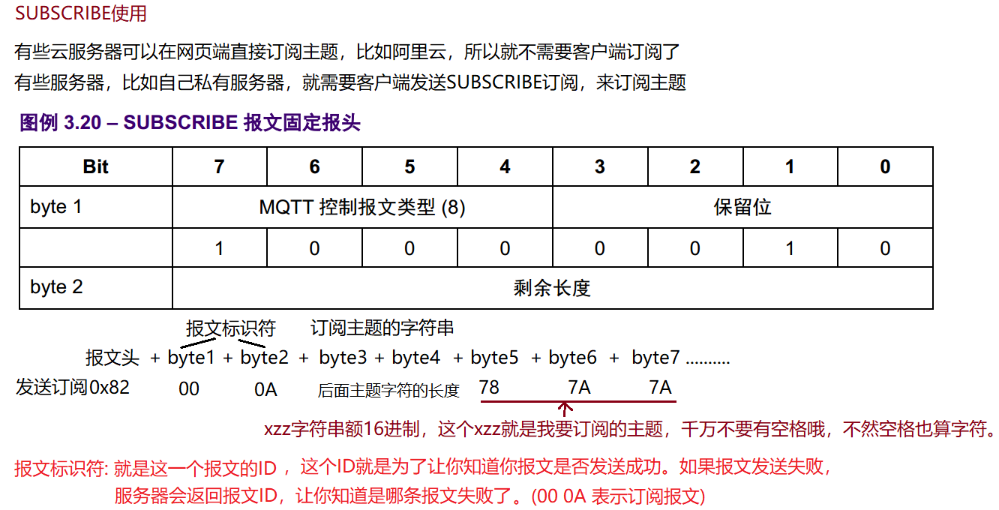 SUBSCRIBE使用
有些云服务器可以在网页端直接订阅主题，比如阿里云，所以就不需要客户端订阅了
有些服务器，比如自己私有服务器，就需要客户端发送SUBSCRIBE订阅，来订阅主题
图例 3.20 – SUBSCRIBE 报文固定报头
Bit 7 6 5 4 3 2 1 0
byte 1 MQTT 控制报文类型 (8) 保留位
1 0 0 0 0 0 1 0
byte 2 剩余长度
报文标识符 订阅主题的字符串
报文头 + byte1 + byte2 + byte3 + byte4 + byte5 + byte6 + byte7 ..........
发送订阅0x82 00 0A 后面主题字符的长度 78 7A 7A
xzz字符串额16进制，这个xzz就是我要订阅的主题，千万不要有空格哦，不然空格也算字符。
报文标识符: 就是这一个报文的ID ，这个ID就是为了让你知道你报文是否发送成功。如果报文发送失败，
服务器会返回报文ID，让你知道是哪条报文失败了。(00 0A 表示订阅报文)